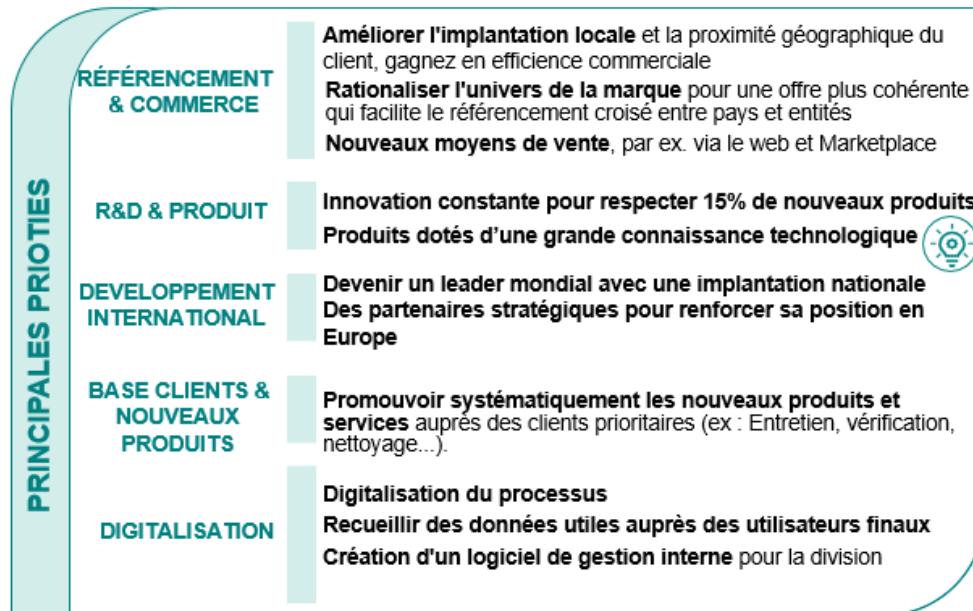 PRINCIPALES PRIOTIES
RÉFÉRENCEMENT
& COMMERCE
Améliorer l'implantation locale et la proximité géographique du
client, gagnez en efficience commerciale
Rationaliser l'univers de la marque pour une offre plus cohérente
qui facilite le référencement croisé entre pays et entités
Nouveaux moyens de vente, par ex. via le web et Marketplace
R&D & PRODUIT
Innovation constante pour respecter 15% de nouveaux produits
Produits dotés d’une grande connaissance technologique
DEVELOPPEMENT
INTERNATIONAL
Devenir un leader mondial avec une implantation nationale
Des partenaires stratégiques pour renforcer sa position en
Europe
BASE CLIENTS &
NOUVEAUX
PRODUITS
Promouvoir systématiquement les nouveaux produits et
services auprès des clients prioritaires (ex : Entretien, vérification,
nettoyage...).
DIGITALISATION
Digitalisation du processus
Recueillir des données utiles auprès des utilisateurs finaux
Création d'un logiciel de gestion interne pour la division